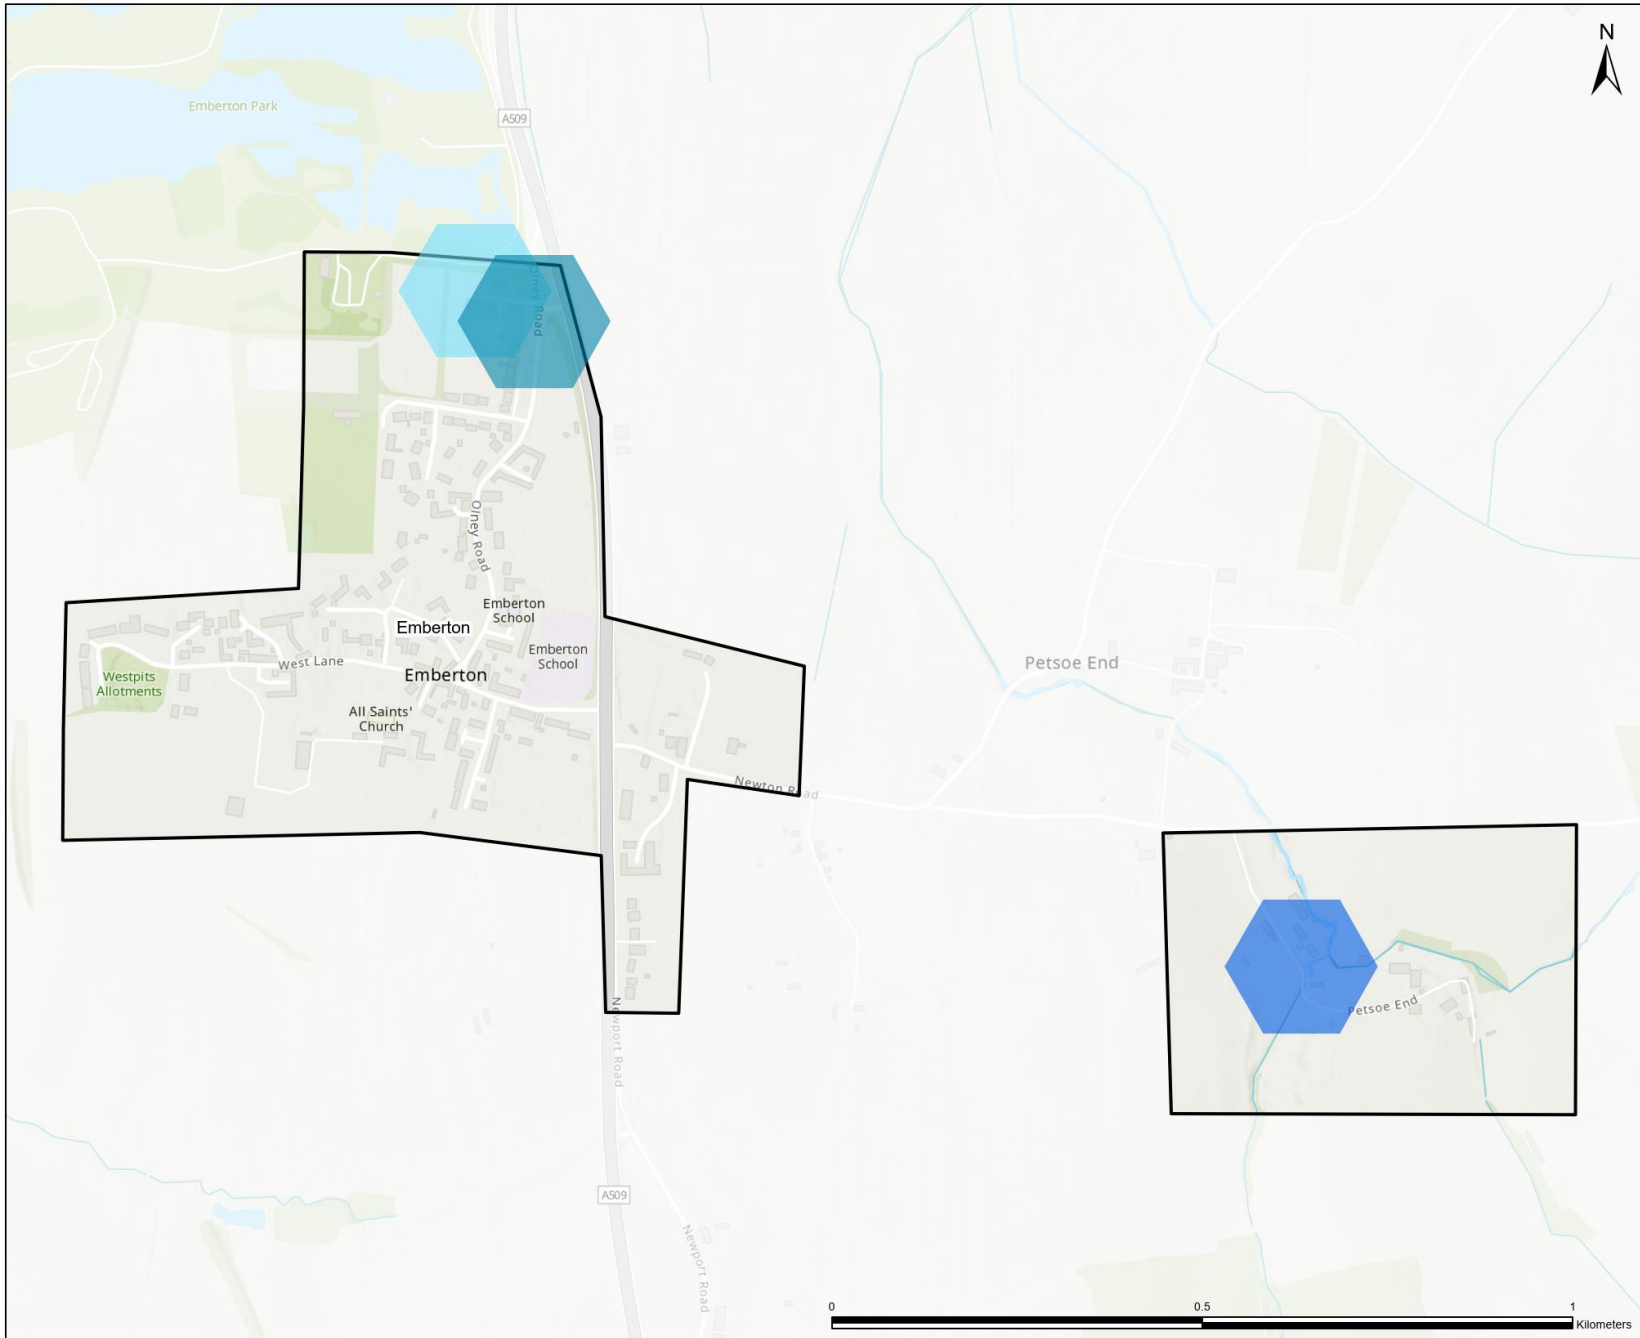 N
Emberton Park
A509
Olney Road
Olney Road
Emberton
School
Emberton
Emberton
School
West Lane
Emberton
Westpits
Allotments
All Saints'
Church
Petsoe End
Newton Road
Petsoe End
Newport Road
A509
Newport Road
0
0.5
1
Kilometers